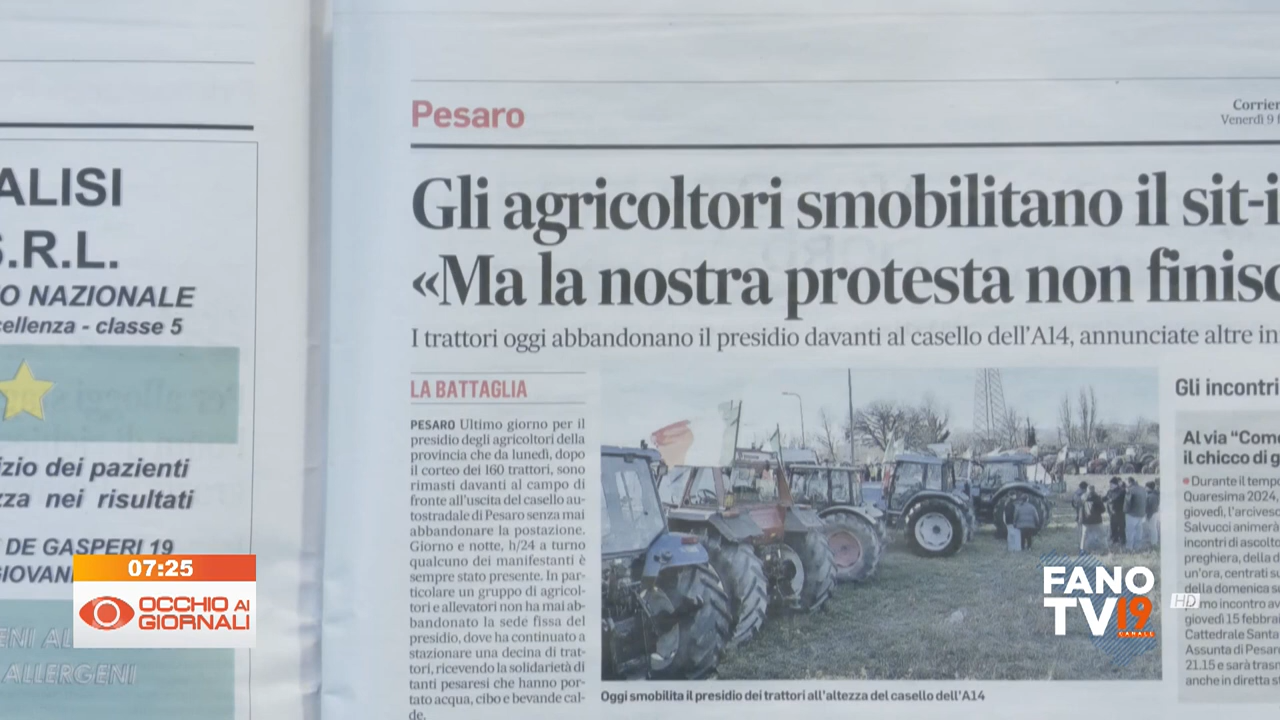 ALISI
S.R.L.
O NAZIONALE
cellenza - classe 5
izio dei pazienti
zza nei risultati
DE GASPERI 19
GIOVAN
ENI AL
ALLERGENI
Pesaro
Corrier
Venerdì 9 f
Gli agricoltori smobilitano il sit-i
«Ma la nostra protesta non finisc
I trattori oggi abbandonano il presidio davanti al casello dell'A14, annunciate altre in
LA BATTAGLIA
PESARO Ultimo giorno per il
presidio degli agricoltori della
provincia che da lunedì, dopo
il corteo dei 160 trattori, sono
rimasti davanti al campo di
fronte all'uscita del casello au-
tostradale di Pesaro senza mai
abbandonare la postazione.
Giorno e notte, h/24 a turno
qualcuno dei manifestanti è
sempre stato presente. In par-
ticolare un gruppo di agricol-
tori e allevatori non ha mai ab-
bandonato la sede fissa del
presidio, dove ha continuato a
stazionare una decina di trat-
tori, ricevendo la solidarietà di
tanti pesaresi che hanno por-
tato acqua, cibo e bevande cal-
de.
Oggi smobilita il presidio dei trattori all'altezza del casello dell'A14
Gli incontri
Al via "Com
il chicco di g
Durante il tempo
Quaresima 2024,
giovedì, l'arcivesc
Salvucci animerà
incontri di ascolto
preghiera, della d
un'ora, centrati su
della domenica s
mo incontro av
giovedì 15 febbrai
Cattedrale Santa
Assunta di Pesar
21.15 e sarà trasm
anche in diretta s
07:25
OCCHIO AI
GIORNALI
FANO
TV19
CANALE
HD